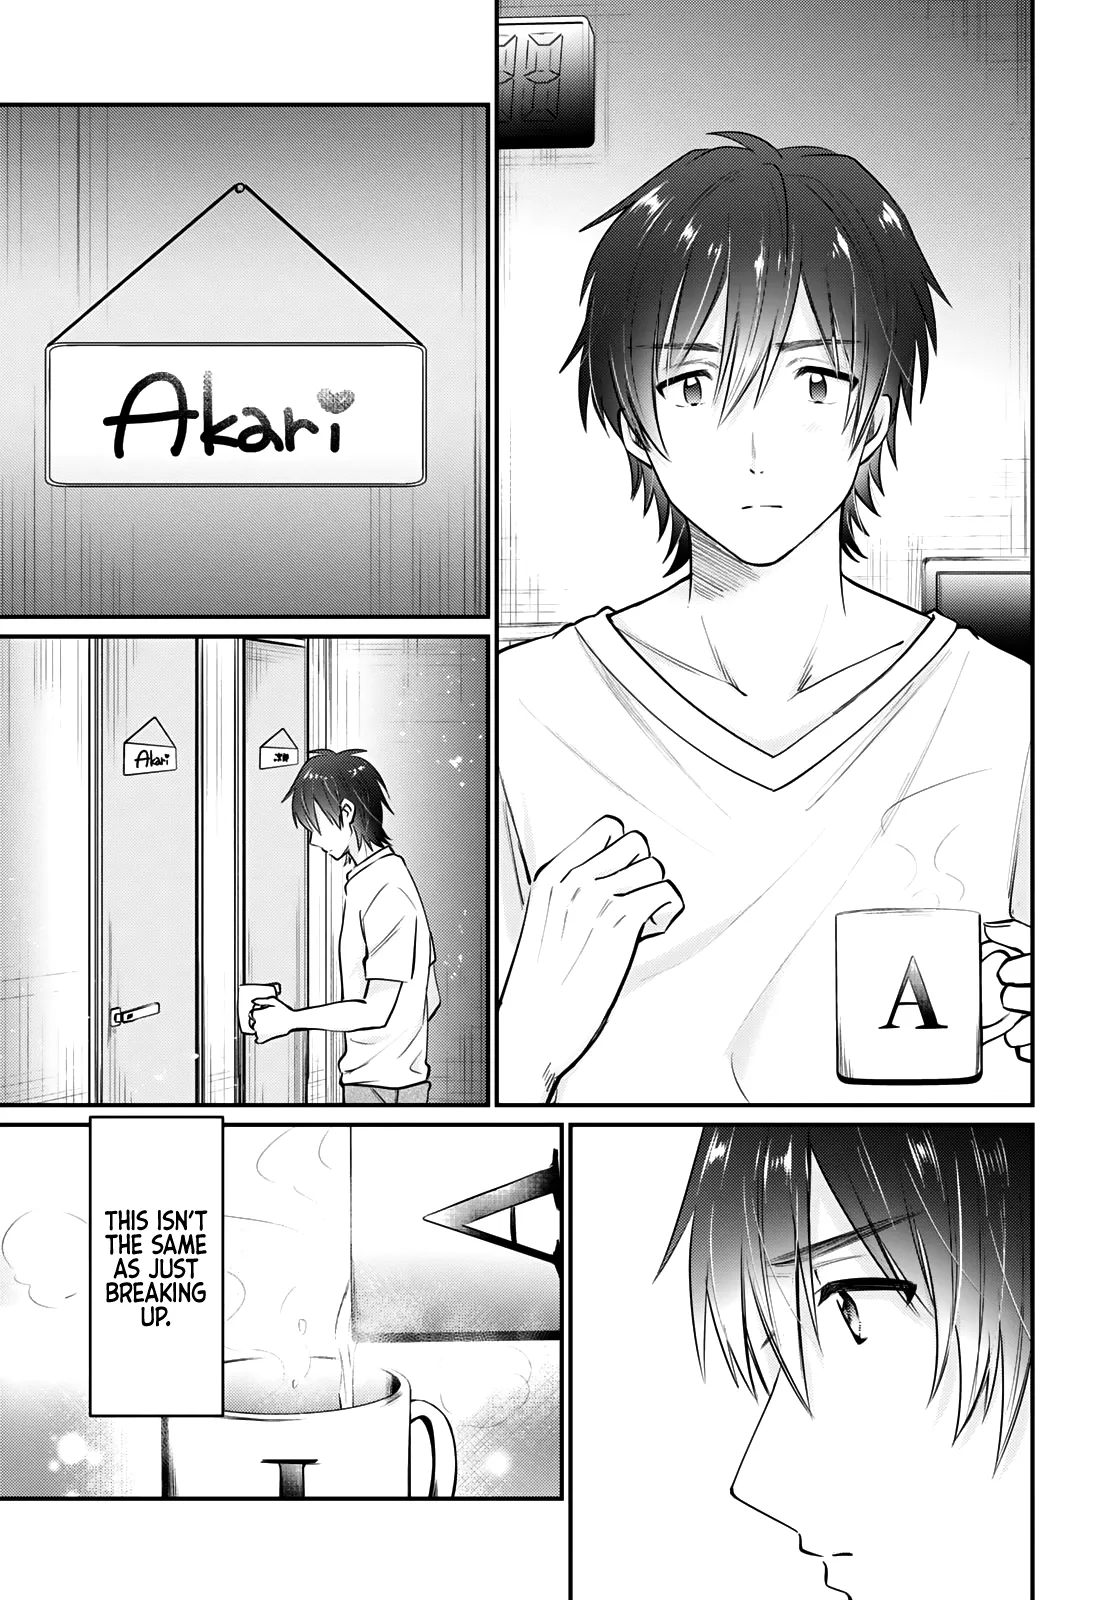 A
Akari
Akari
THIS ISN'T
THE SAME
AS JUST
BREAKING
UP.